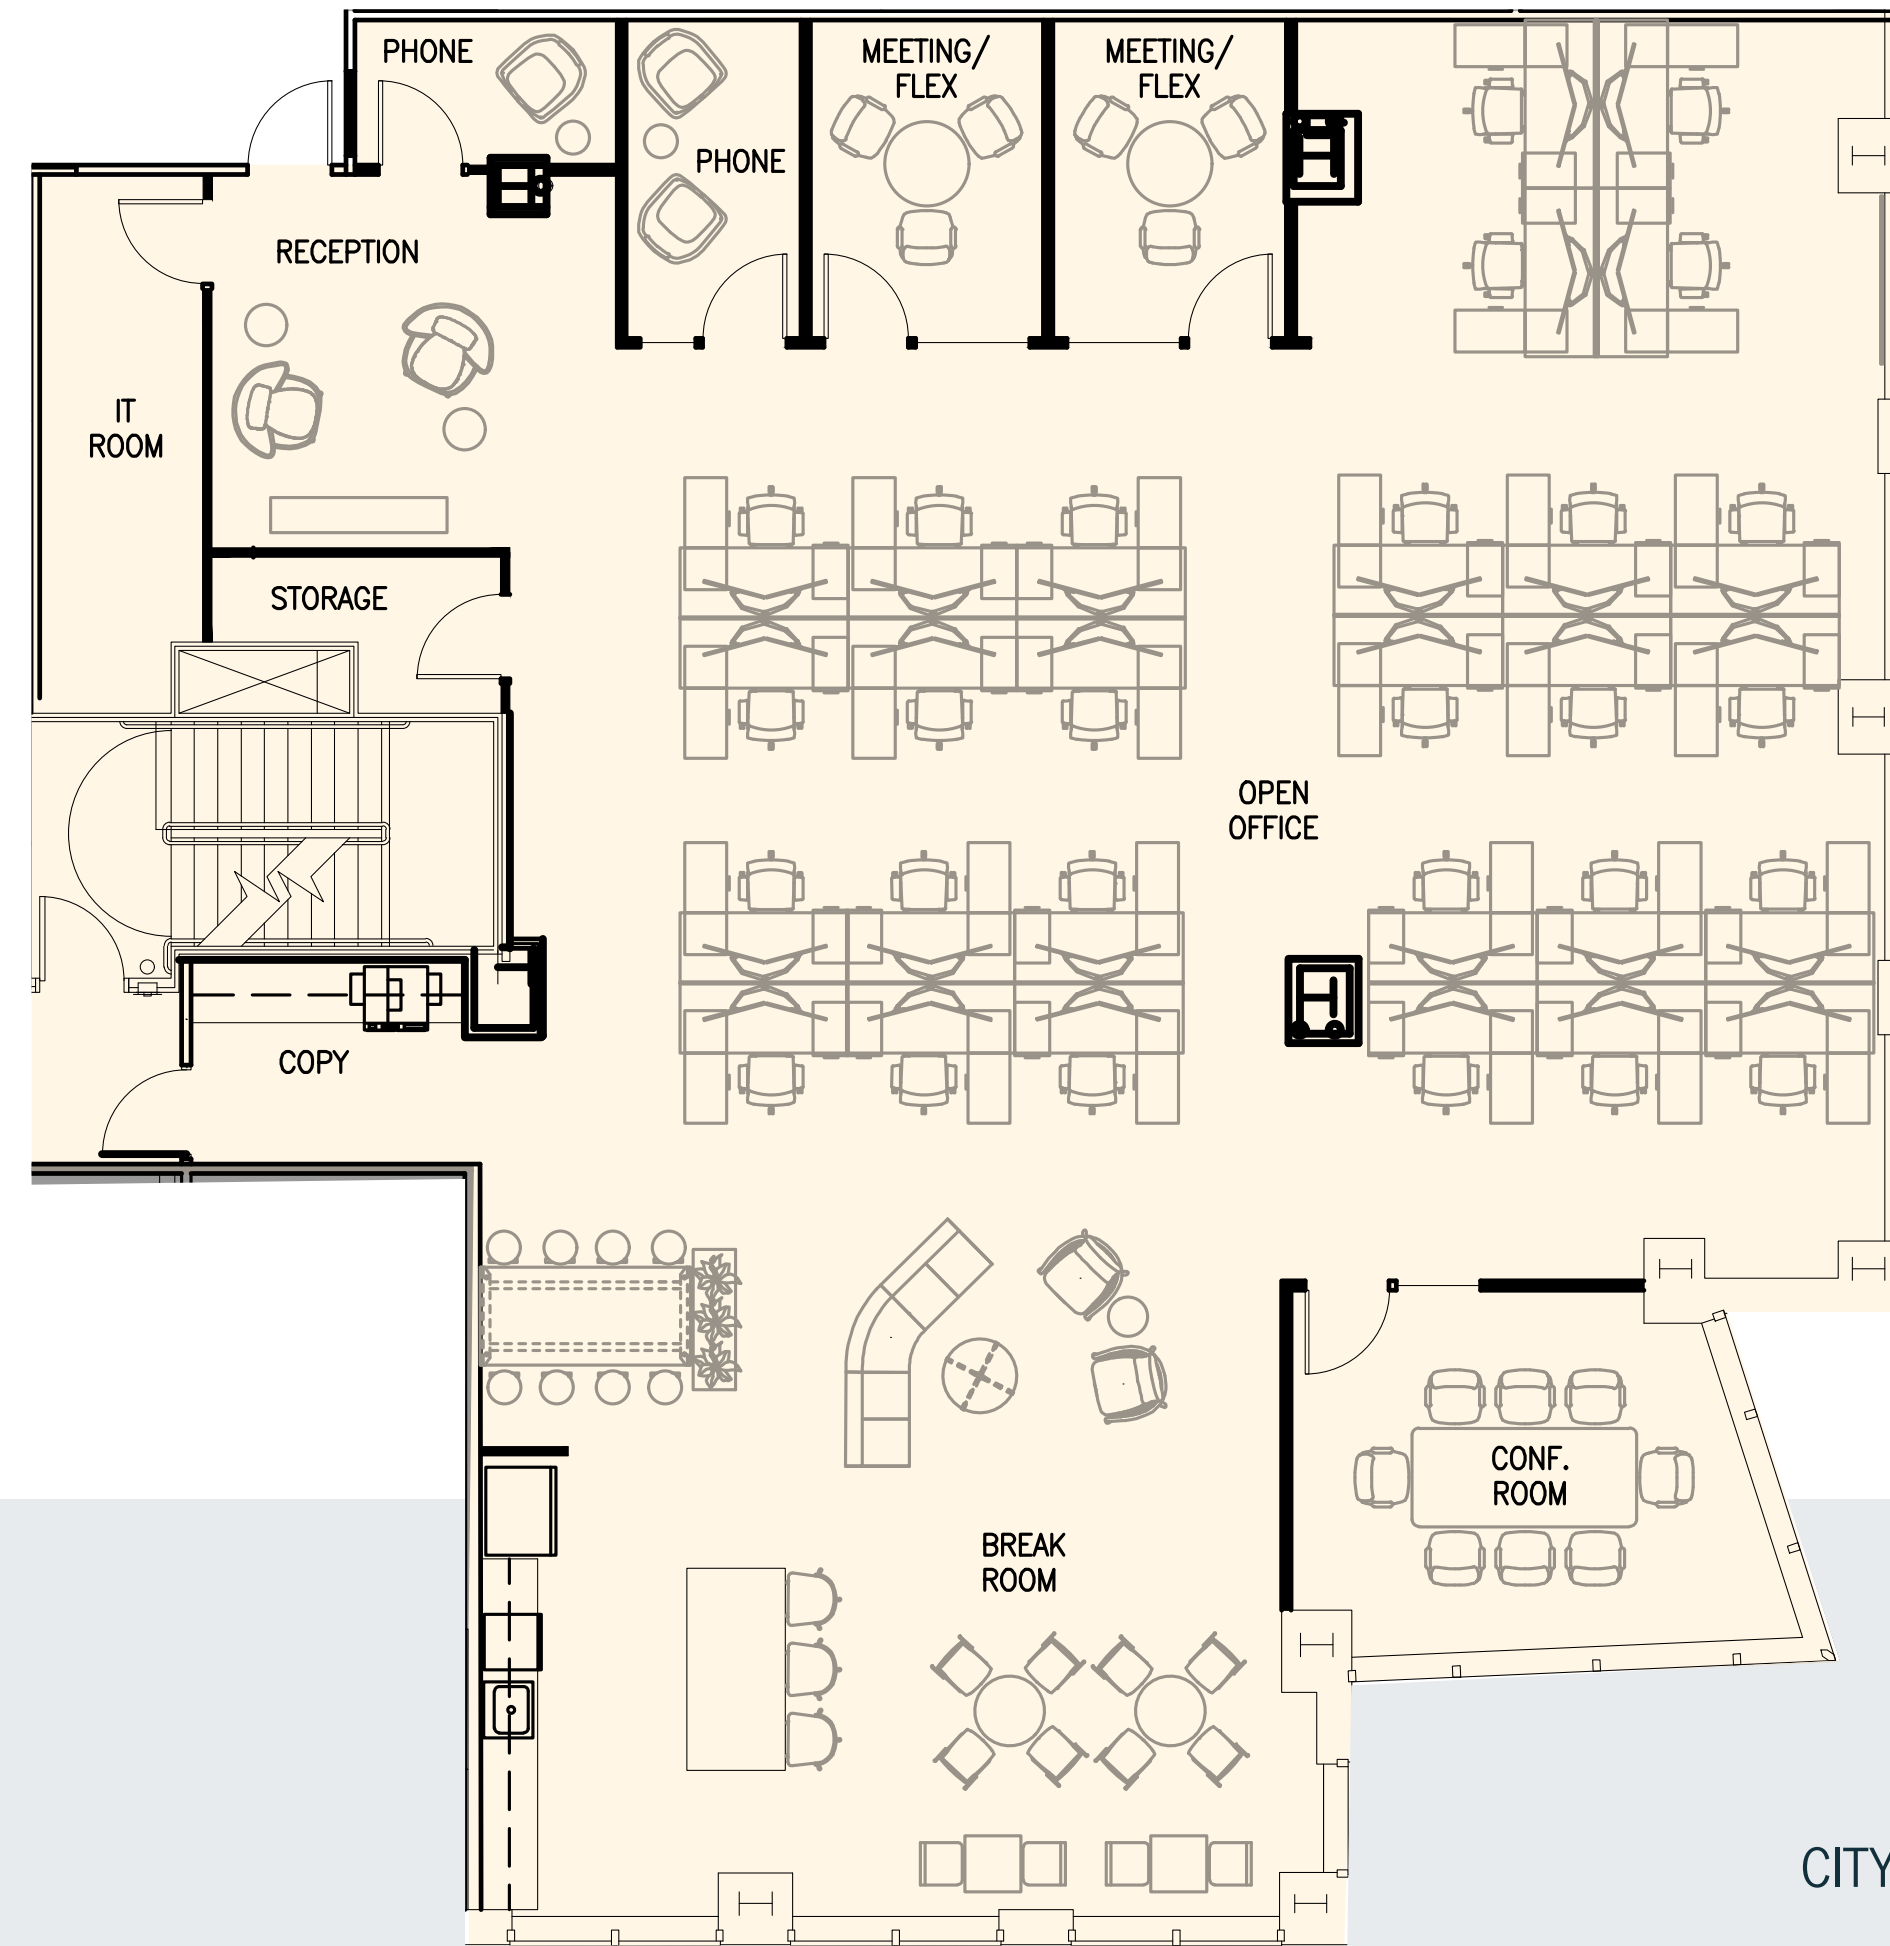 PHONE
MEETING/
FLEX
MEETING/
FLEX
PHONE
RECEPTION
IT
ROOM
STORAGE
OPEN
OFFICE
COPY
CONF.
ROOM
BREAK
ROOM
CITY